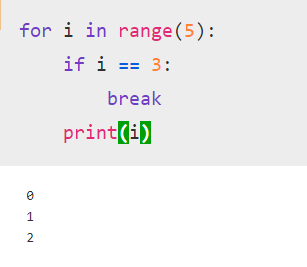 for i in range(5):
    if i == 3:
        break
    print(i)
0
1
2